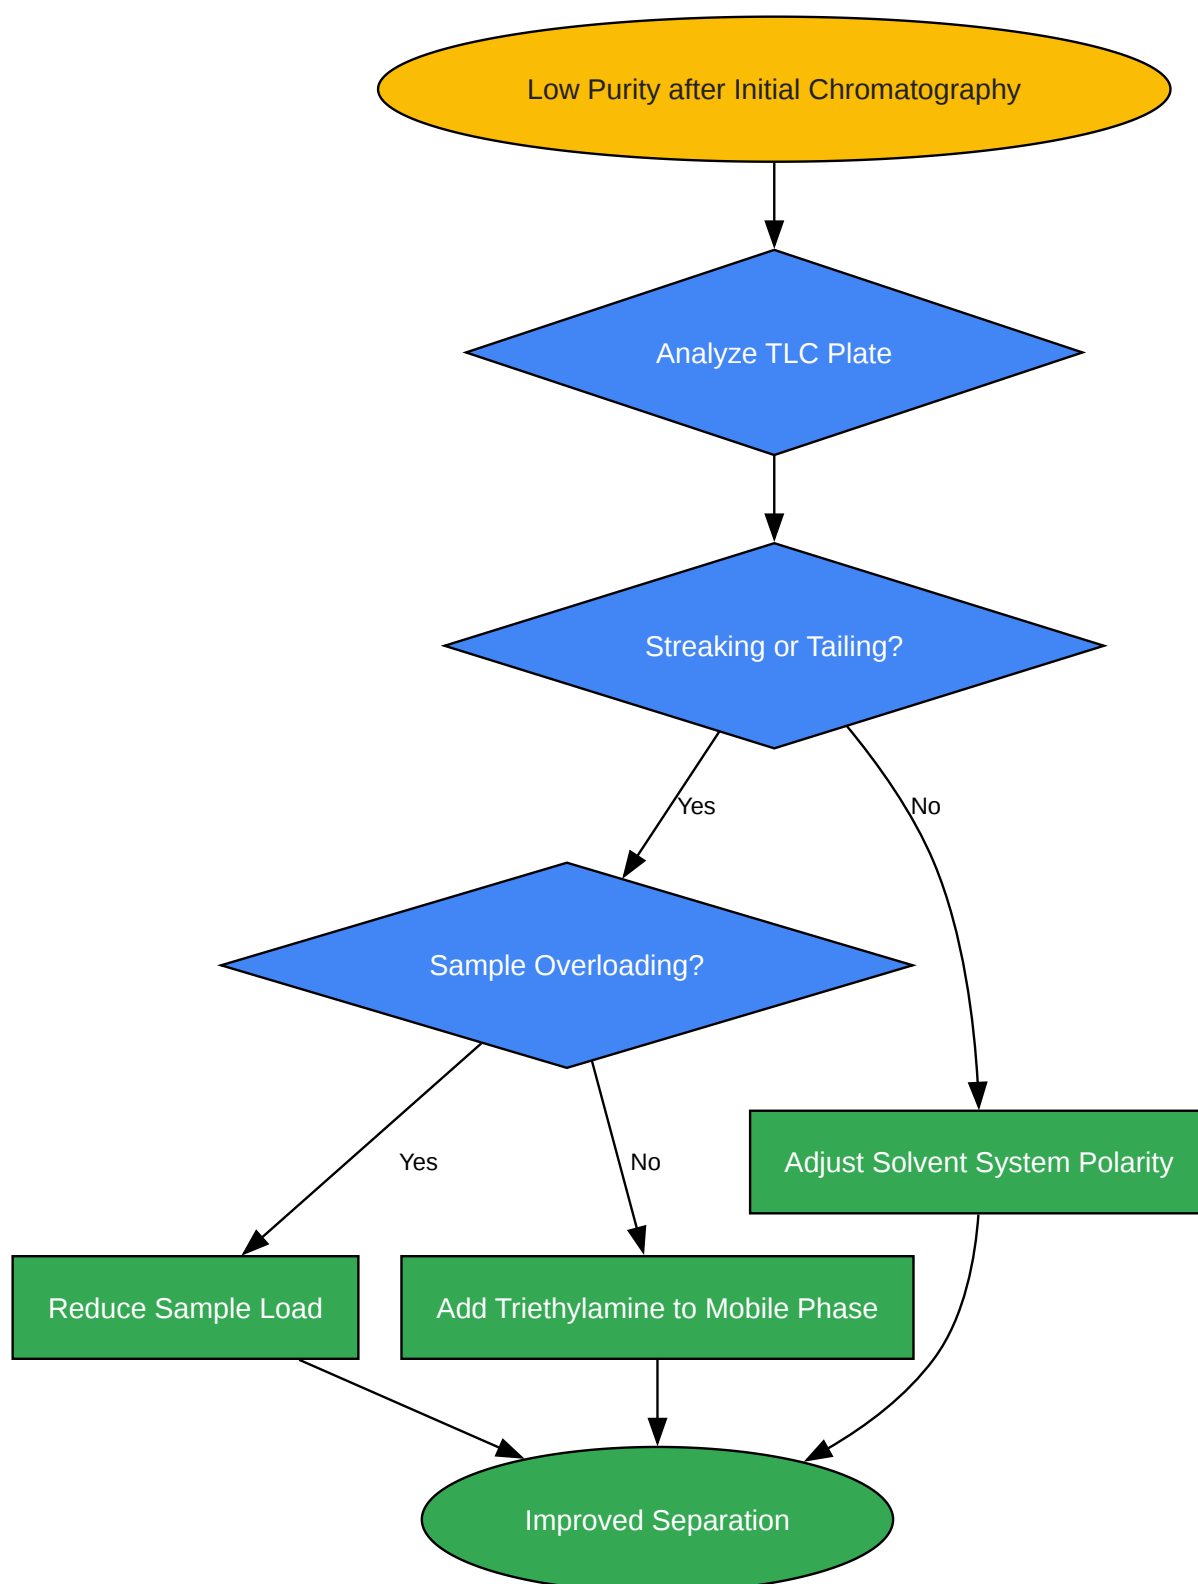 Low Purity after Initial Chromatography
Analyze TLC Plate
Streaking or Tailing?
Yes
No
Sample Overloading?
Yes
No
Adjust Solvent System Polarity
Reduce Sample Load
Add Triethylamine to Mobile Phase
Improved Separation